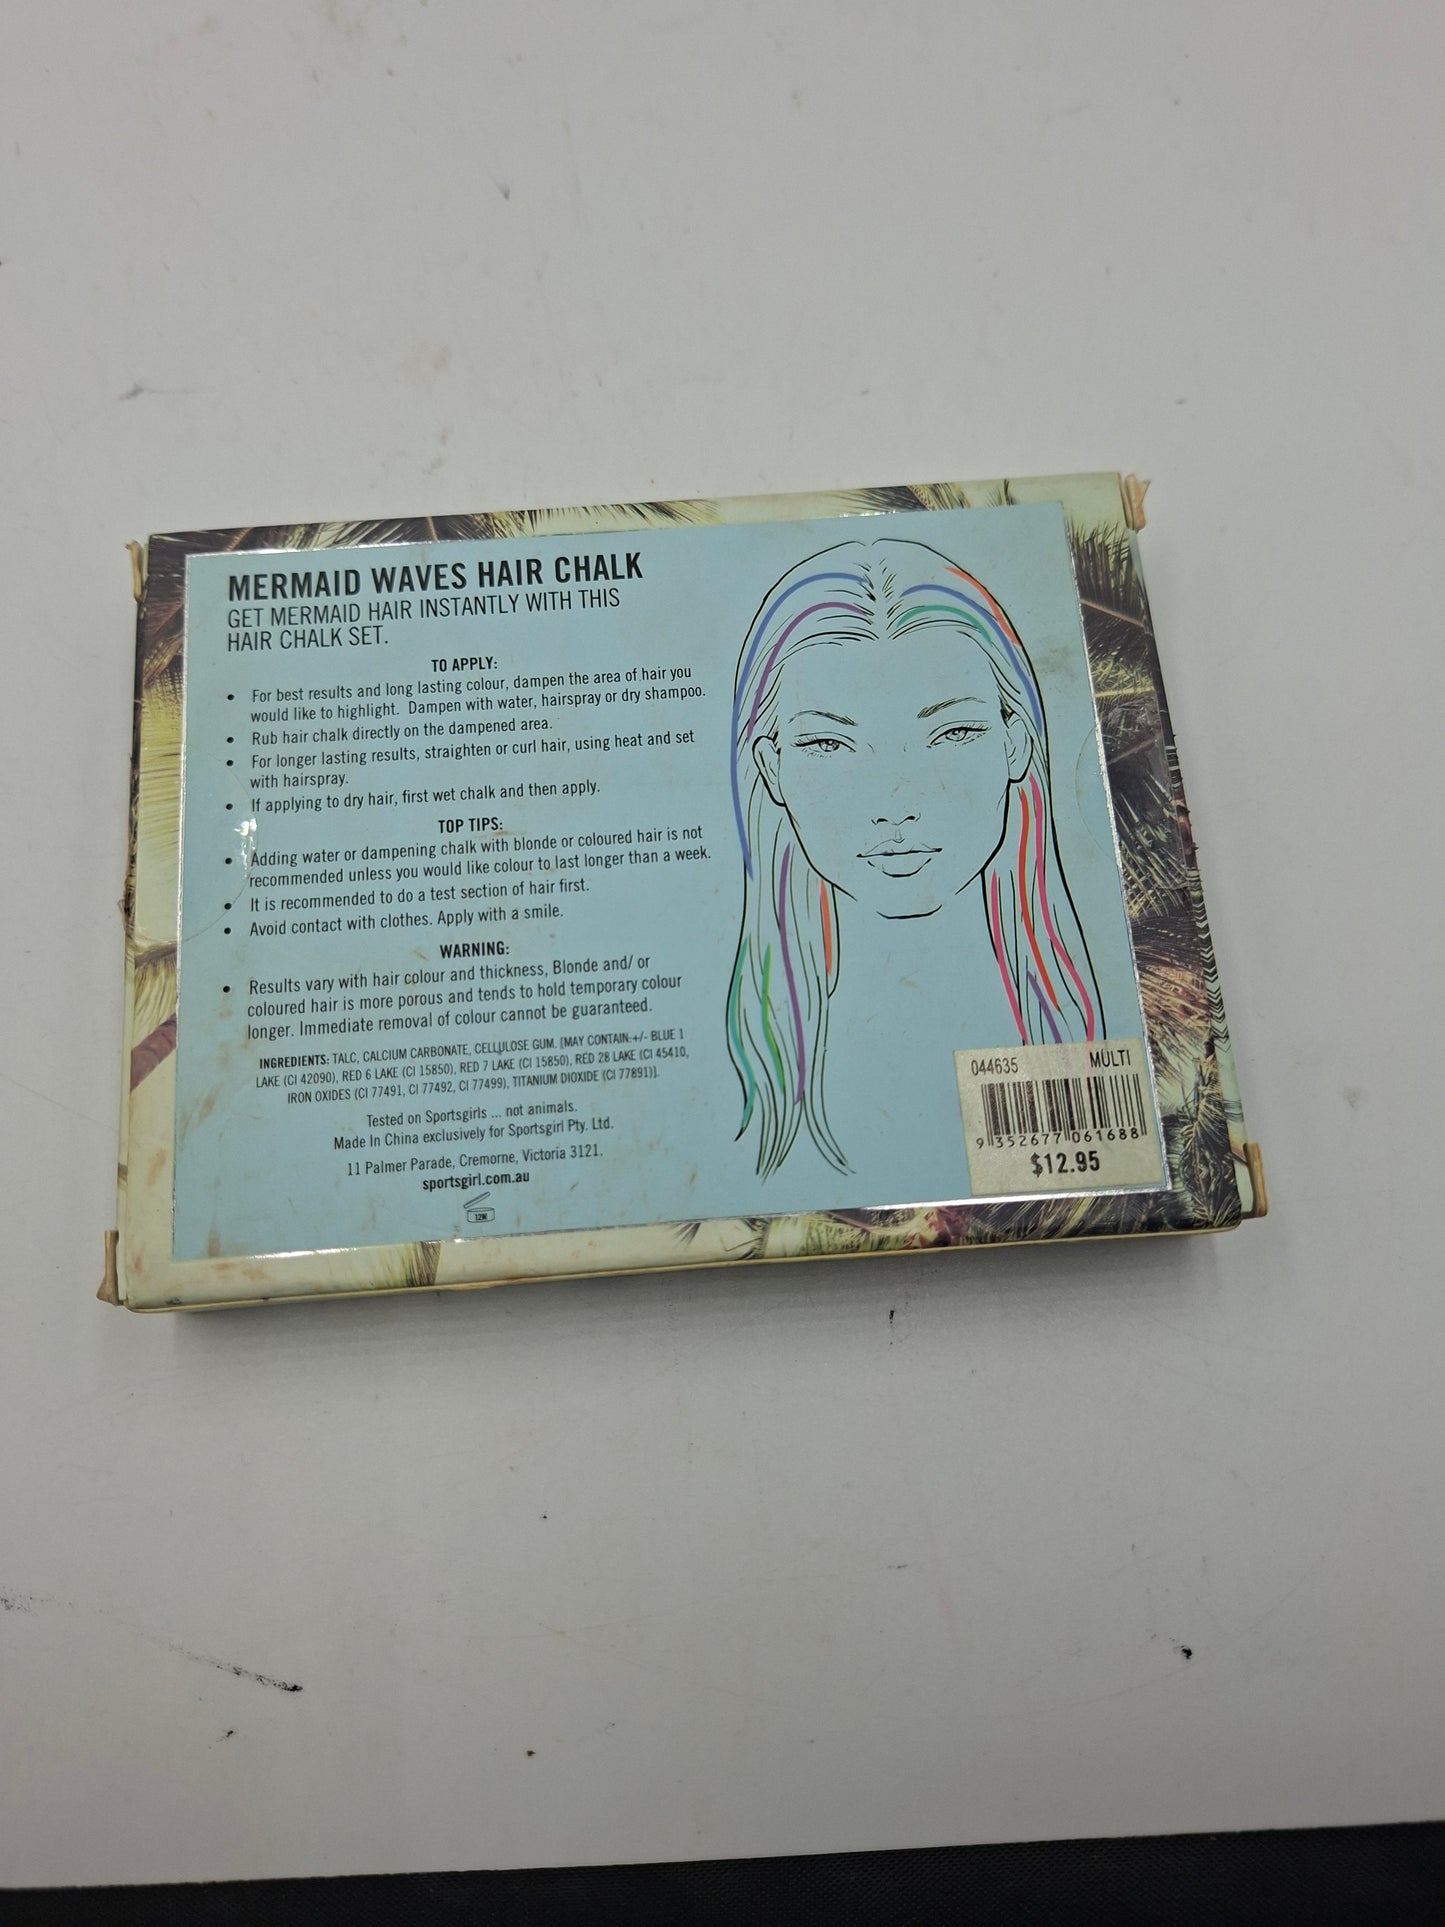 MERMAID WAVES HAIR CHALK
GET MERMAID HAIR INSTANTLY WITH THIS
HAIR CHALK SET.
TO APPLY:
• For best results and long lasting colour, dampen the area of hair you
would like to highlight. Dampen with water, hairspray or dry shampoo.
• Rub hair chalk directly on the dampened area.
• For longer lasting results, straighten or curl hair, using heat and set
with hairspray.
• If applying to dry hair, first wet chalk and then apply.
TOP TIPS:
• Adding water or dampening chalk with blonde or coloured hair is not
recommended unless you would like colour to last longer than a week.
• It is recommended to do a test section of hair first.
• Avoid contact with clothes. Apply with a smile.
WARNING:
• Results vary with hair colour and thickness, Blonde and/ or
coloured hair is more porous and tends to hold temporary colour
longer. Immediate removal of colour cannot be guaranteed.
INGREDIENTS: TALC, CALCIUM CARBONATE, CELLULOSE GUM. [MAY CONTAIN:+/- BLUE 1
LAKE (CI 42090), RED 6 LAKE (CI 15850), RED 7 LAKE (CI 15850), RED 28 LAKE (CI 45410,
IRON OXIDES (CI 77491, CI 77492, CI 77499), TITANIUM DIOXIDE (CI 77891)].
Tested on Sportsgirls ... not animals.
Made In China exclusively for Sportsgirl Pty. Ltd.
11 Palmer Parade, Cremorne, Victoria 3121.
sportsgirl.com.au
12M
044635 MULTI
9 352677 061688
$12.95